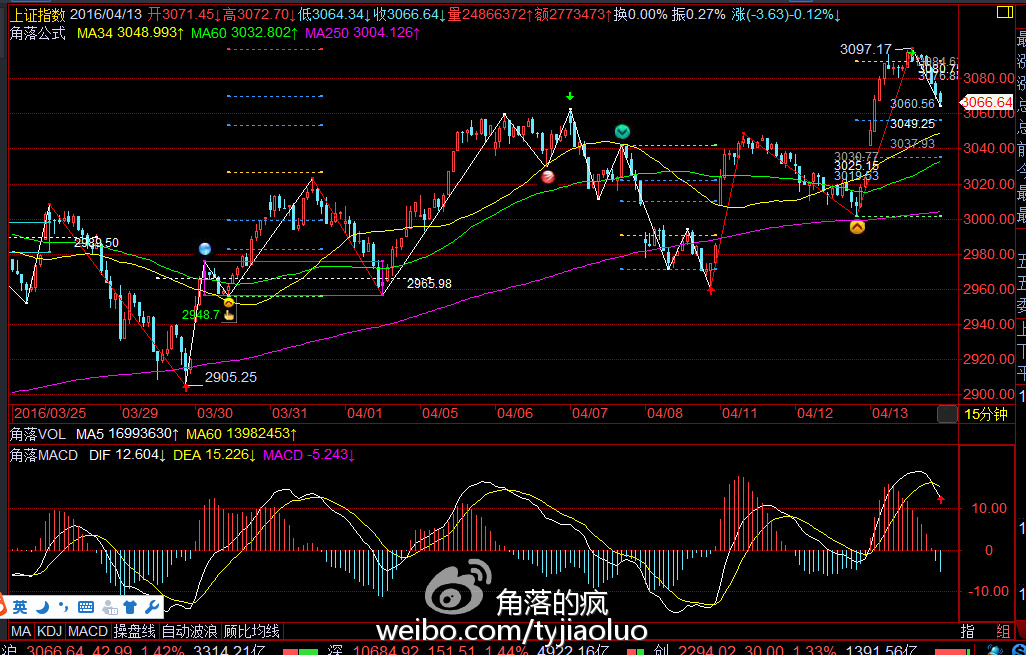 上证指数 2016/04/13 开3071.45↓高3072.70↓低3064.34↓收3066.64↓量24866372↑额2773473↑换0.00% 振0.27% 涨(-3.63)-0.12%↓
角落公式 MA34 3048.993↑ MA60 3032.802↑ MA250 3004.126↑
3097.17
3080.00
3066.64
3060.56
3060.00
3049.25
3037.93
3040.00
3030.77
3025.15
3019.53
3020.00
3000.00
2989.50
2980.00
2965.98
2960.00
2948.7
2940.00
2920.00
2905.25
2900.00
2016/03/25 03/29 03/30 03/31 04/01 04/05 04/06 04/07 04/08 04/11 04/12 04/13 15分钟
角落VOL MA5 16993630↑ MA60 13982453↑
角落MACD DIF 12.604↓ DEA 15.226↓ MACD -5.243↓
10.00
0
-10.00
角落的疯
英
weibo.com/tyjiaoluo
MA KDJ MACD 操盘线 自动波浪 顾比均线 指 组
沪 3066.64 42.99 1.42% 3314.21亿 深 10684.92 151.51 1.44% 4922.16亿 创 2294.02 30.00 1.33% 1391.56亿